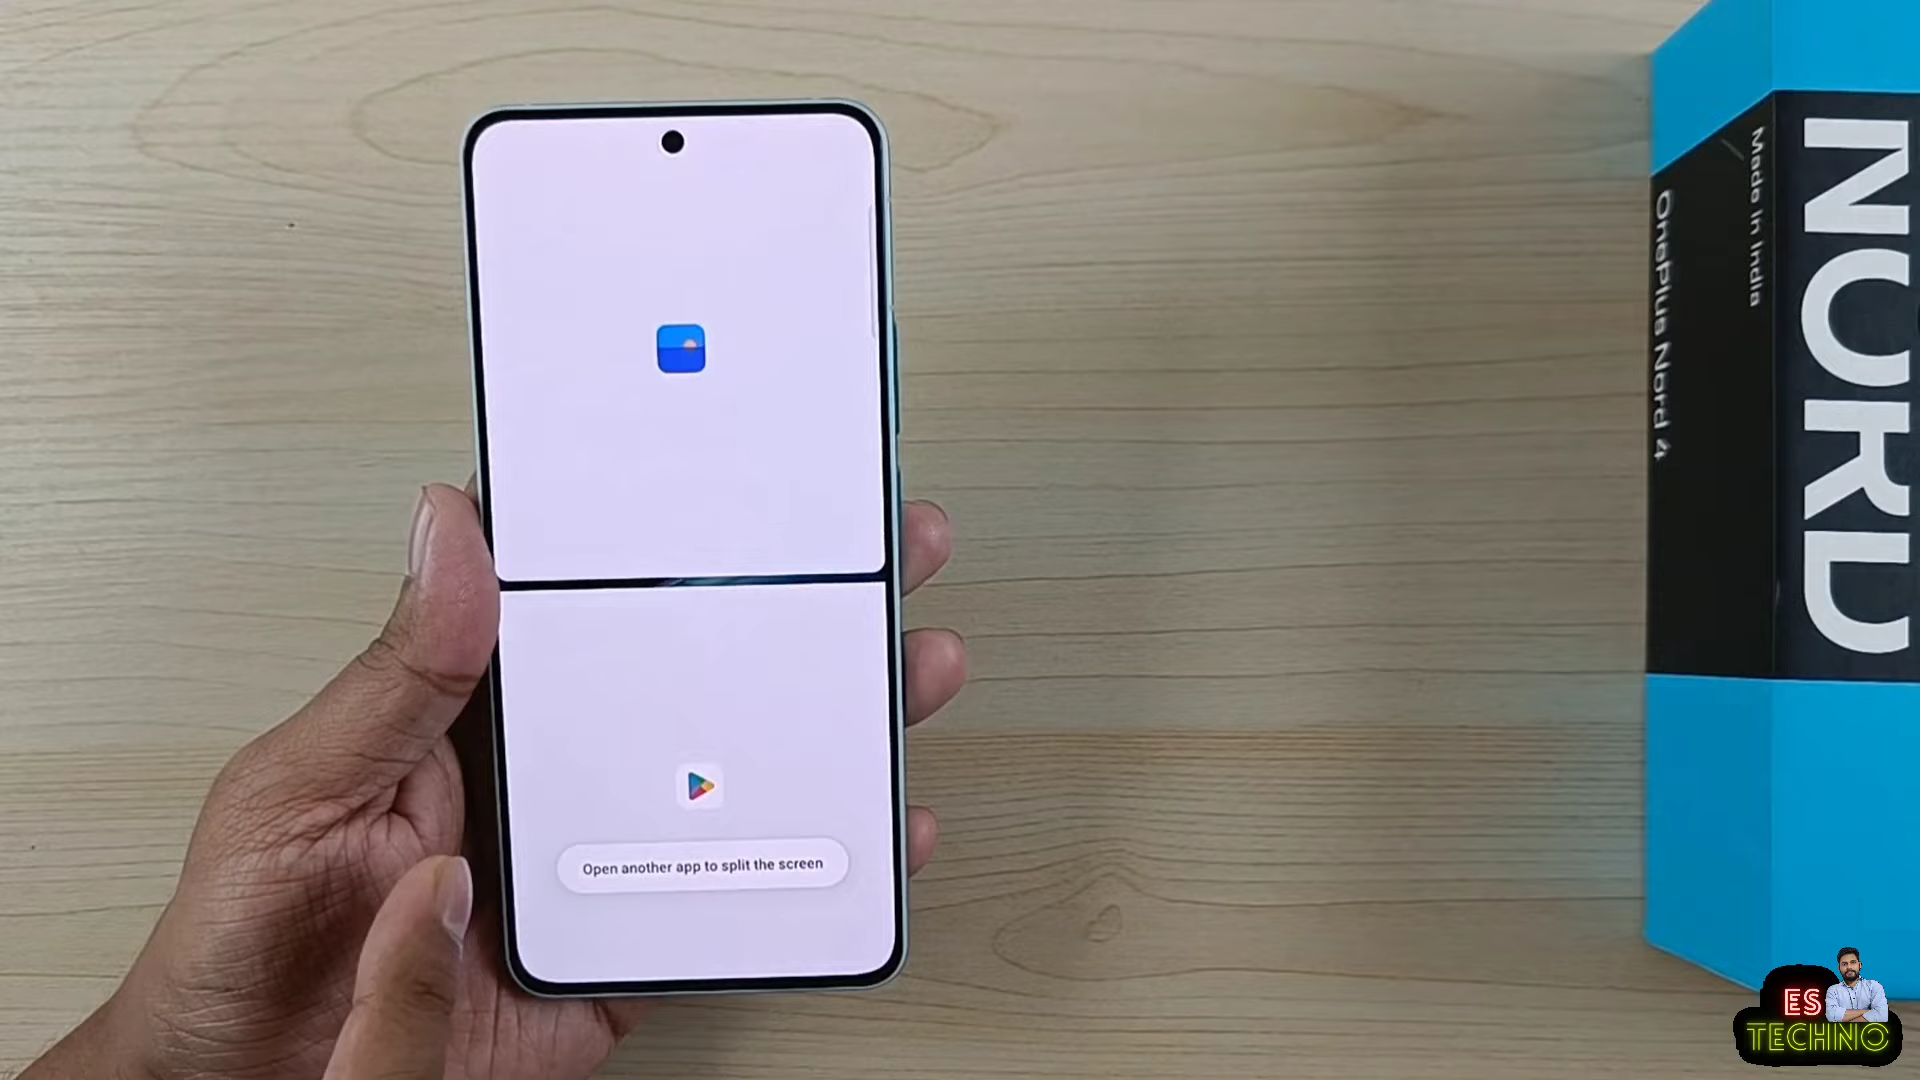 Open another app to split the screen
NORD
Made in India
OnePlus Nord 4
ES
TECHNO